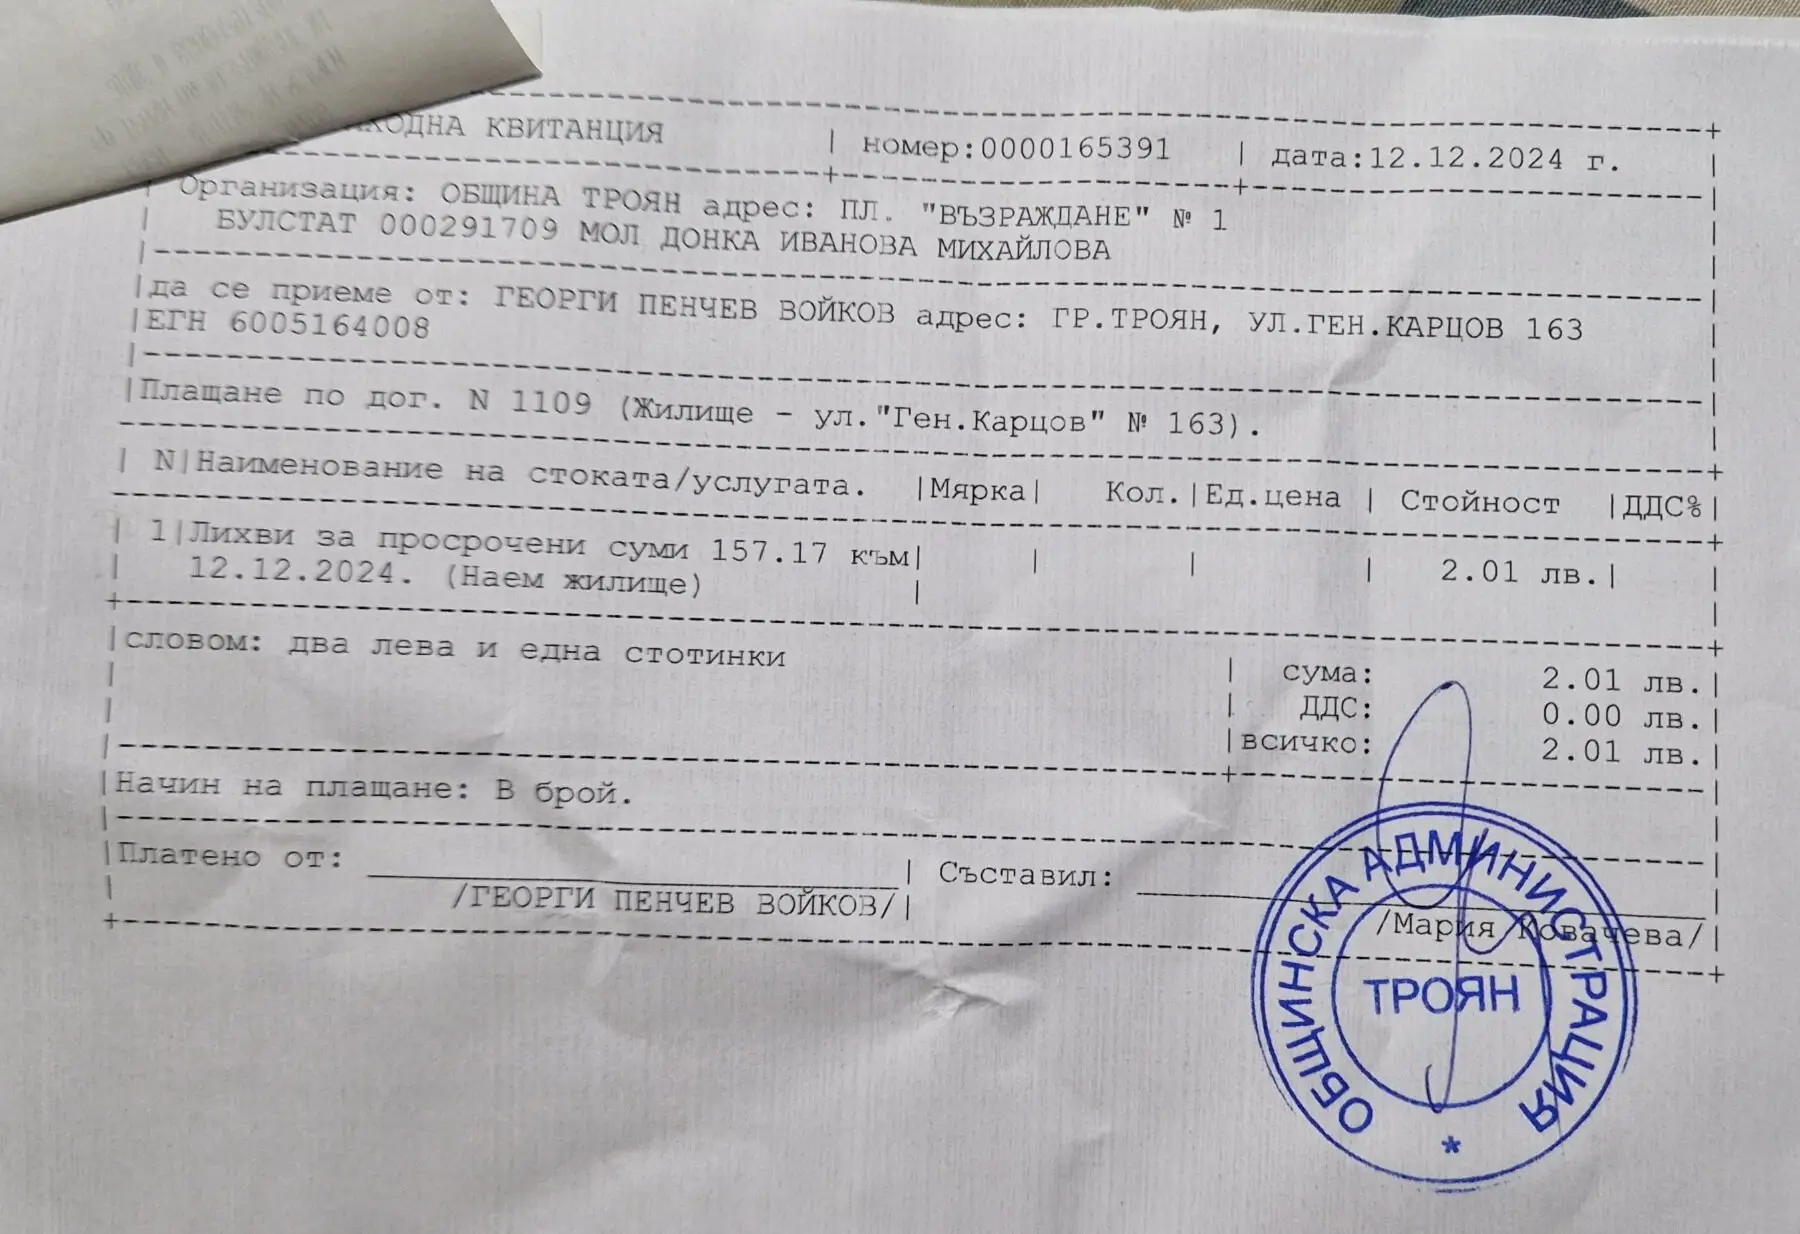 КВИТАНЦИЯ | номер:0000165391 | дата:12.12.2024 г. |
Организация: ОБЩИНА ТРОЯН адрес: ПЛ. "ВЪЗРАЖДАНЕ" № 1
БУЛСТАТ 000291709 МОЛ ДОНКА ИВАНОВА МИХАЙЛОВА
|да се приеме от: ГЕОРГИ ПЕНЧЕВ ВОЙКОВ адрес: ГР.ТРОЯН, УЛ.ГЕН.КАРЦОВ 163
|ЕГН 6005164008
|Плащане по дог. N 1109 (Жилище - ул."Ген.Карцов" № 163).
| N|Наименование на стоката/услугата. |Мярка| Кол.|Ед.цена | Стойност |ДДС%|
| 1|Лихви за просрочени суми 157.17 към| | | | 2.01 лв.| |
| 12.12.2024. (Наем жилище) |
|словом: два лева и една стотинки | сума: 2.01 лв.|
| ДДС: 0.00 лв.|
|всичко: 2.01 лв.|
|Начин на плащане: В брой.
|Платено от: | Съставил:
/ГЕОРГИ ПЕНЧЕВ ВОЙКОВ/| /Мария Ковачева/|
ОБЩИНСКА АДМИНИСТРАЦИЯ *
ТРОЯН